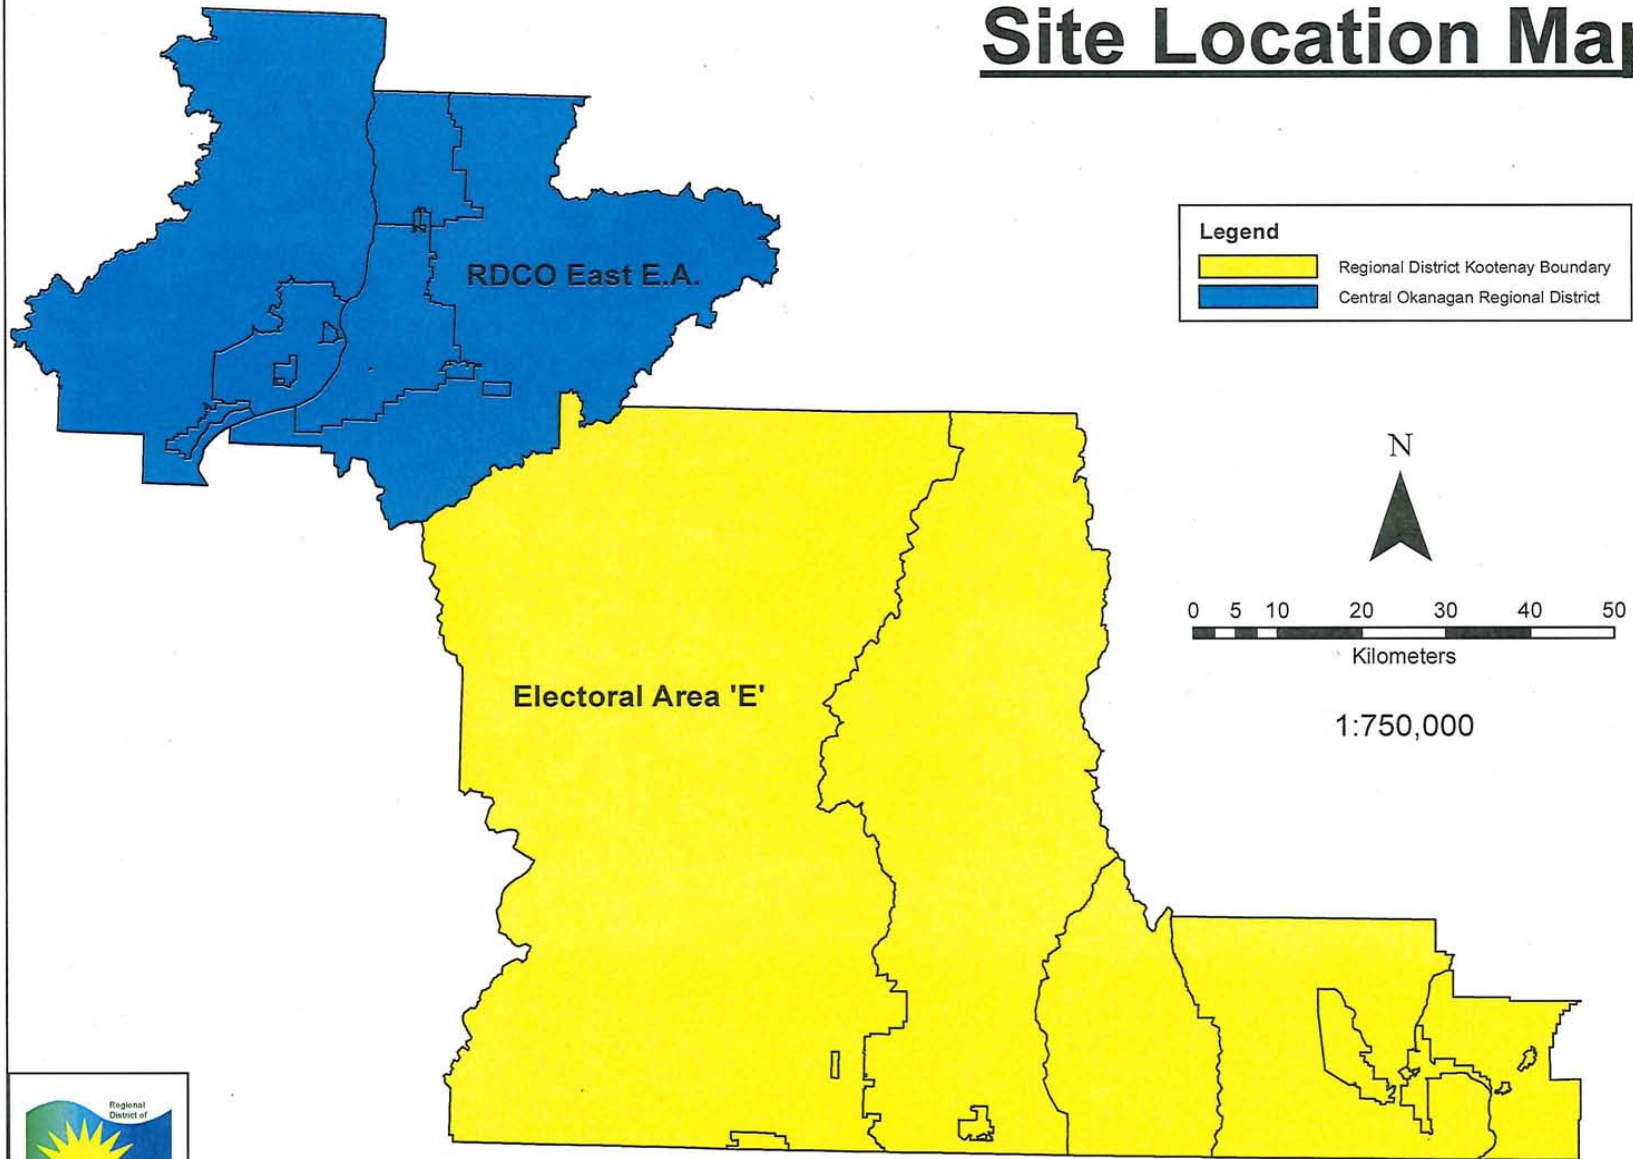 Site Location Map
RDCO East E.A.
Legend
Regional District Kootenay Boundary
Central Okanagan Regional District
N
0 5 10 20 30 40 50
Kilometers
1:750,000
Electoral Area 'E'
Regional
District of